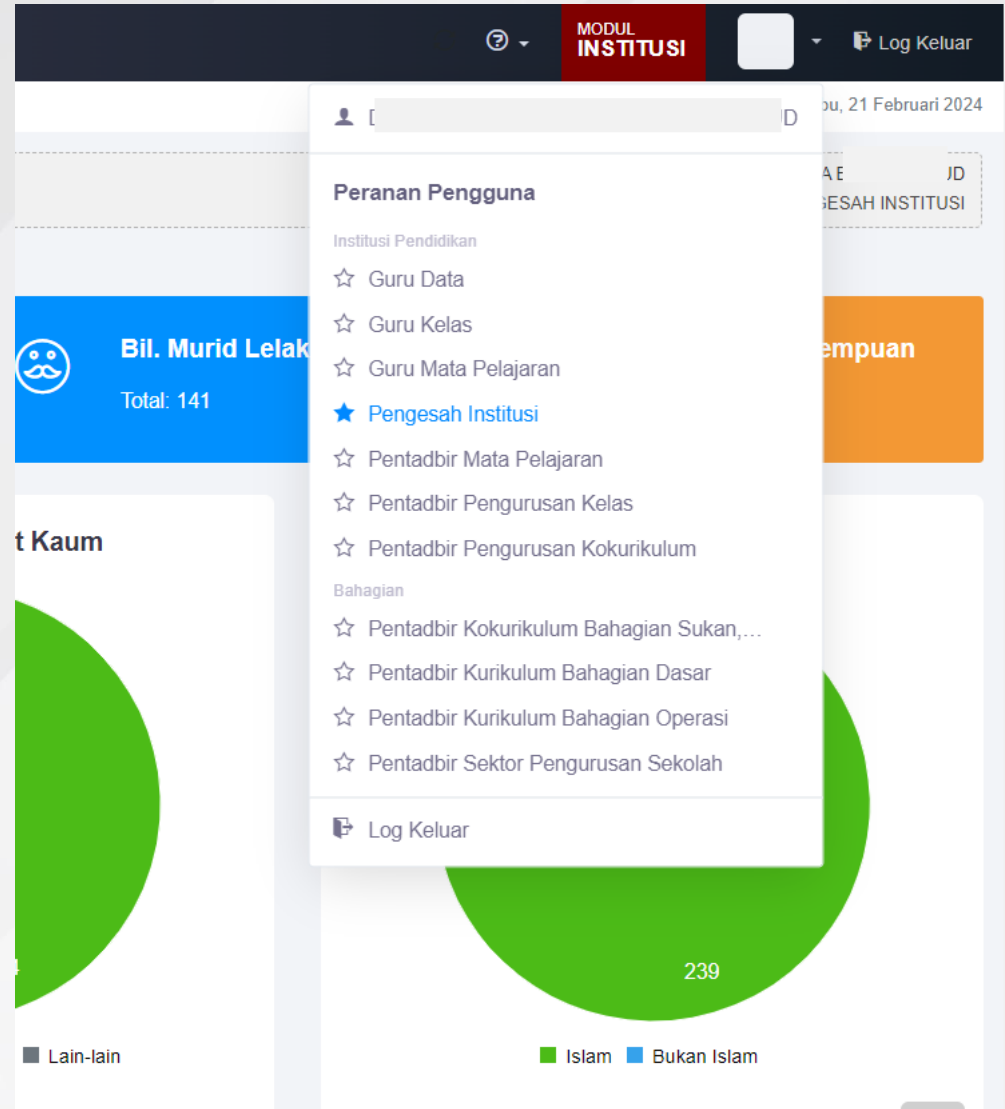 MODUL
INSTITUSI
Log Keluar
21 Februari 2024
INSTITUSI
Peranan Pengguna
Institusi Pendidikan
Guru Data
Guru Kelas
Guru Mata Pelajaran
Pengesah Institusi
Pentadbir Mata Pelajaran
Pentadbir Pengurusan Kelas
Pentadbir Pengurusan Kokurikulum
Bahagian
Pentadbir Kokurikulum Bahagian Sukan,...
Pentadbir Kurikulum Bahagian Dasar
Pentadbir Kurikulum Bahagian Operasi
Pentadbir Sektor Pengurusan Sekolah
Log Keluar
Bil. Murid Lelak
Total: 141
empuan
t Kaum
239
Lain-lain
Islam Bukan Islam